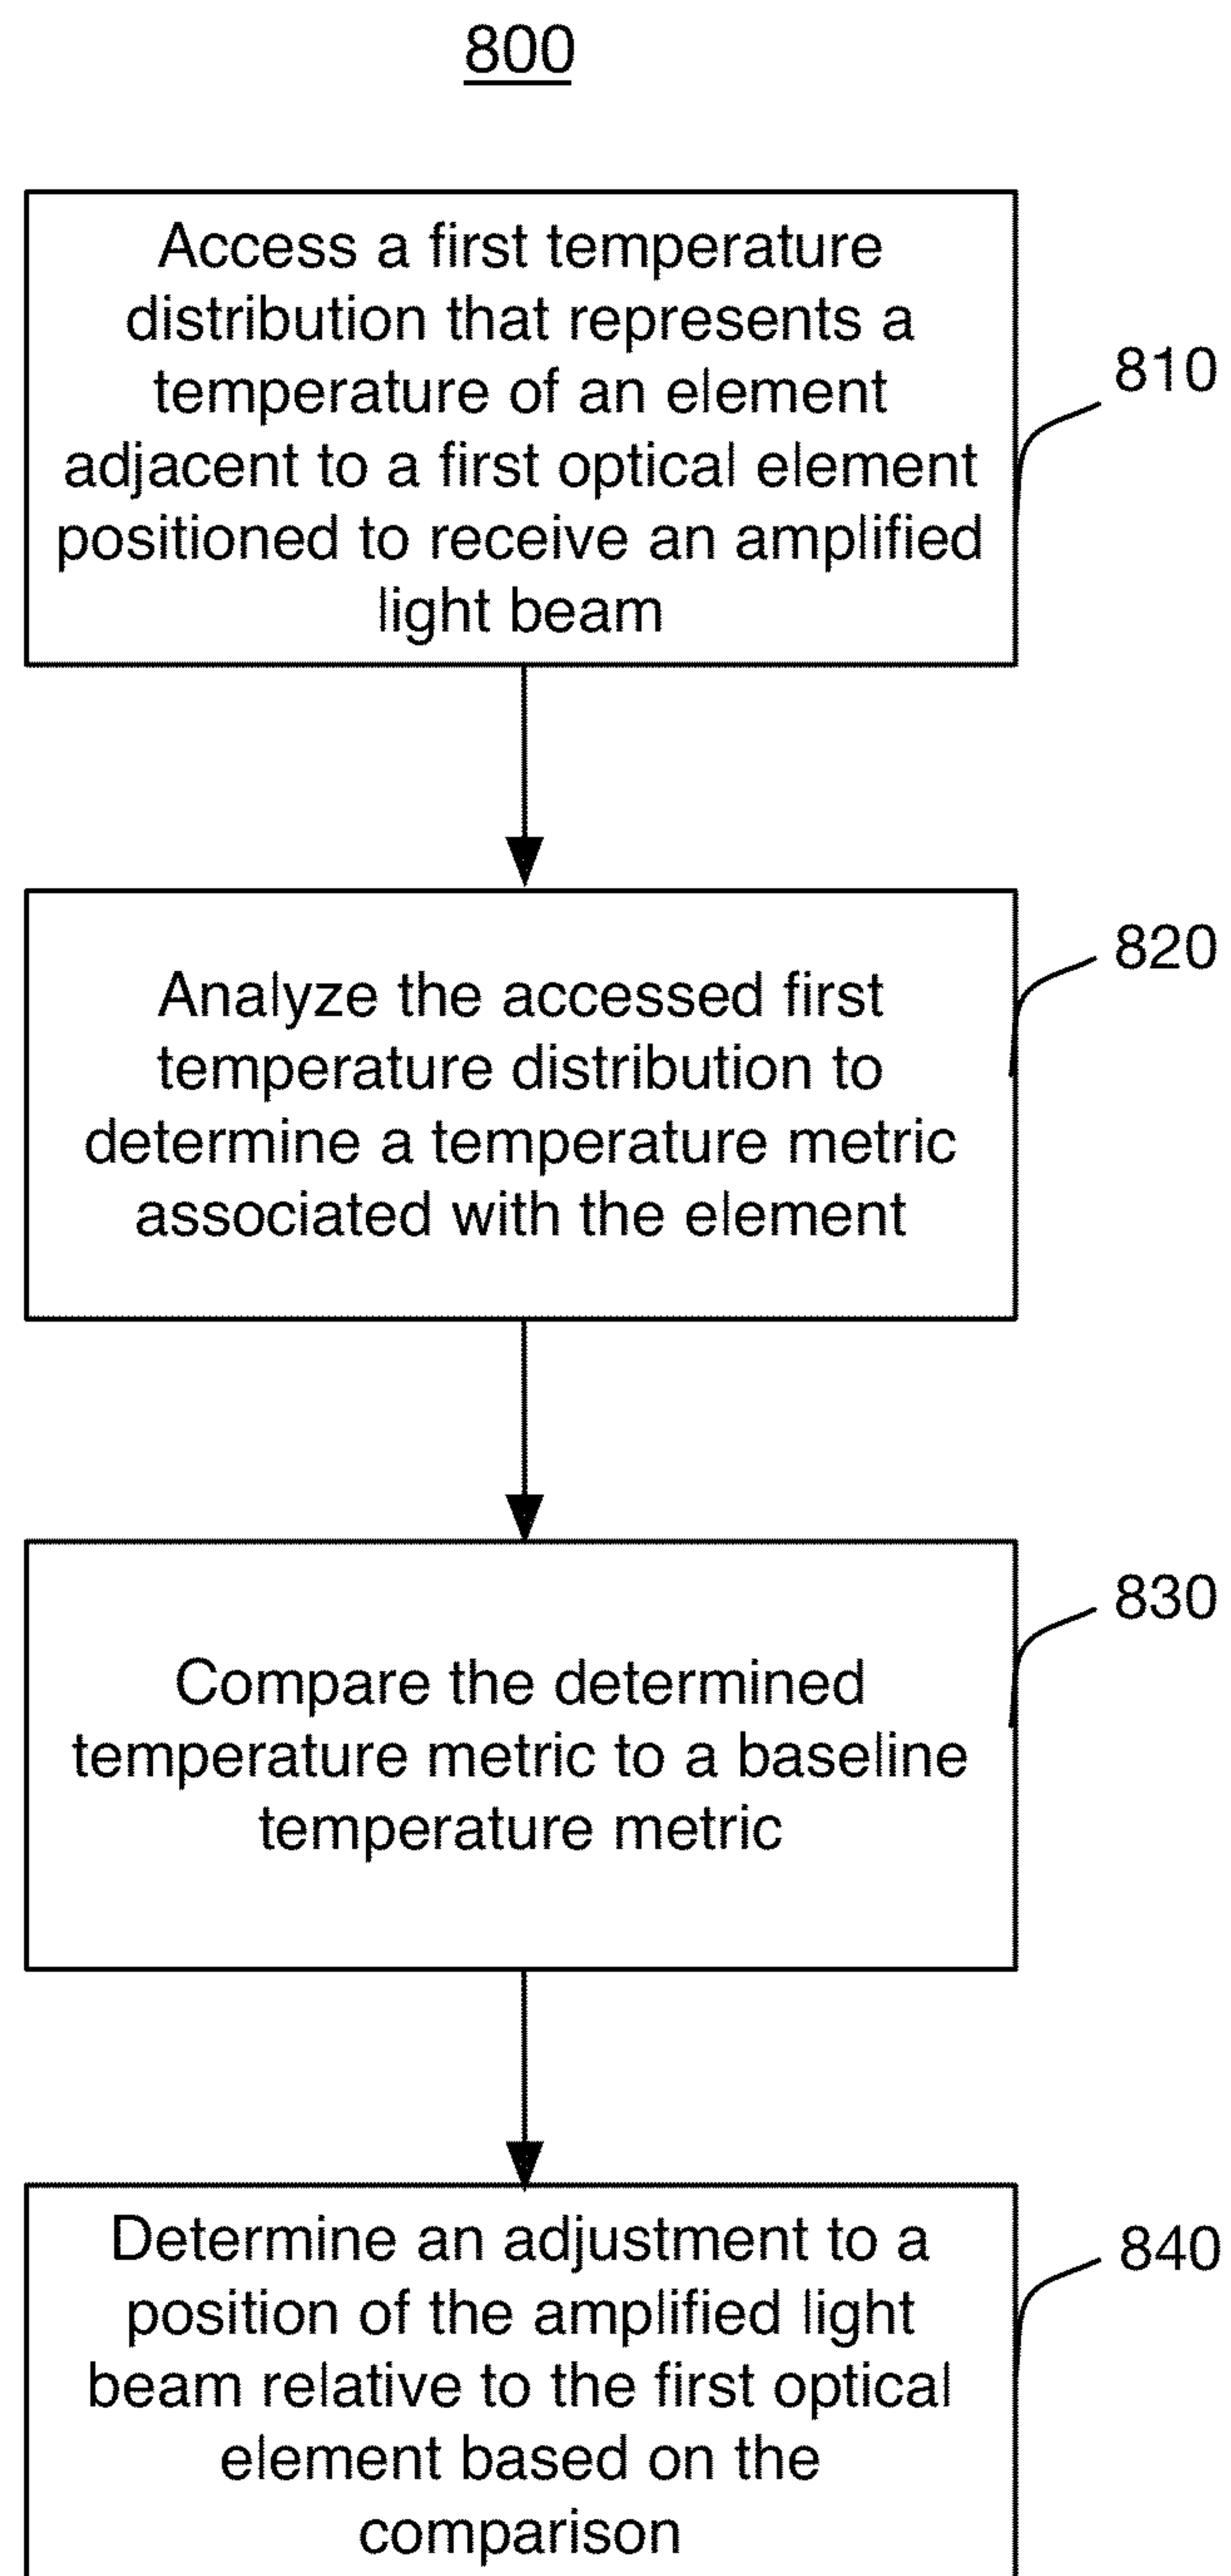 800
Access a first temperature
distribution that represents a
temperature of an element
adjacent to a first optical element
positioned to receive an amplified
light beam
810
Analyze the accessed first
temperature distribution to
determine a temperature metric
associated with the element
820
Compare the determined
temperature metric to a baseline
temperature metric
830
Determine an adjustment to a
position of the amplified light
beam relative to the first optical
element based on the
comparison
840